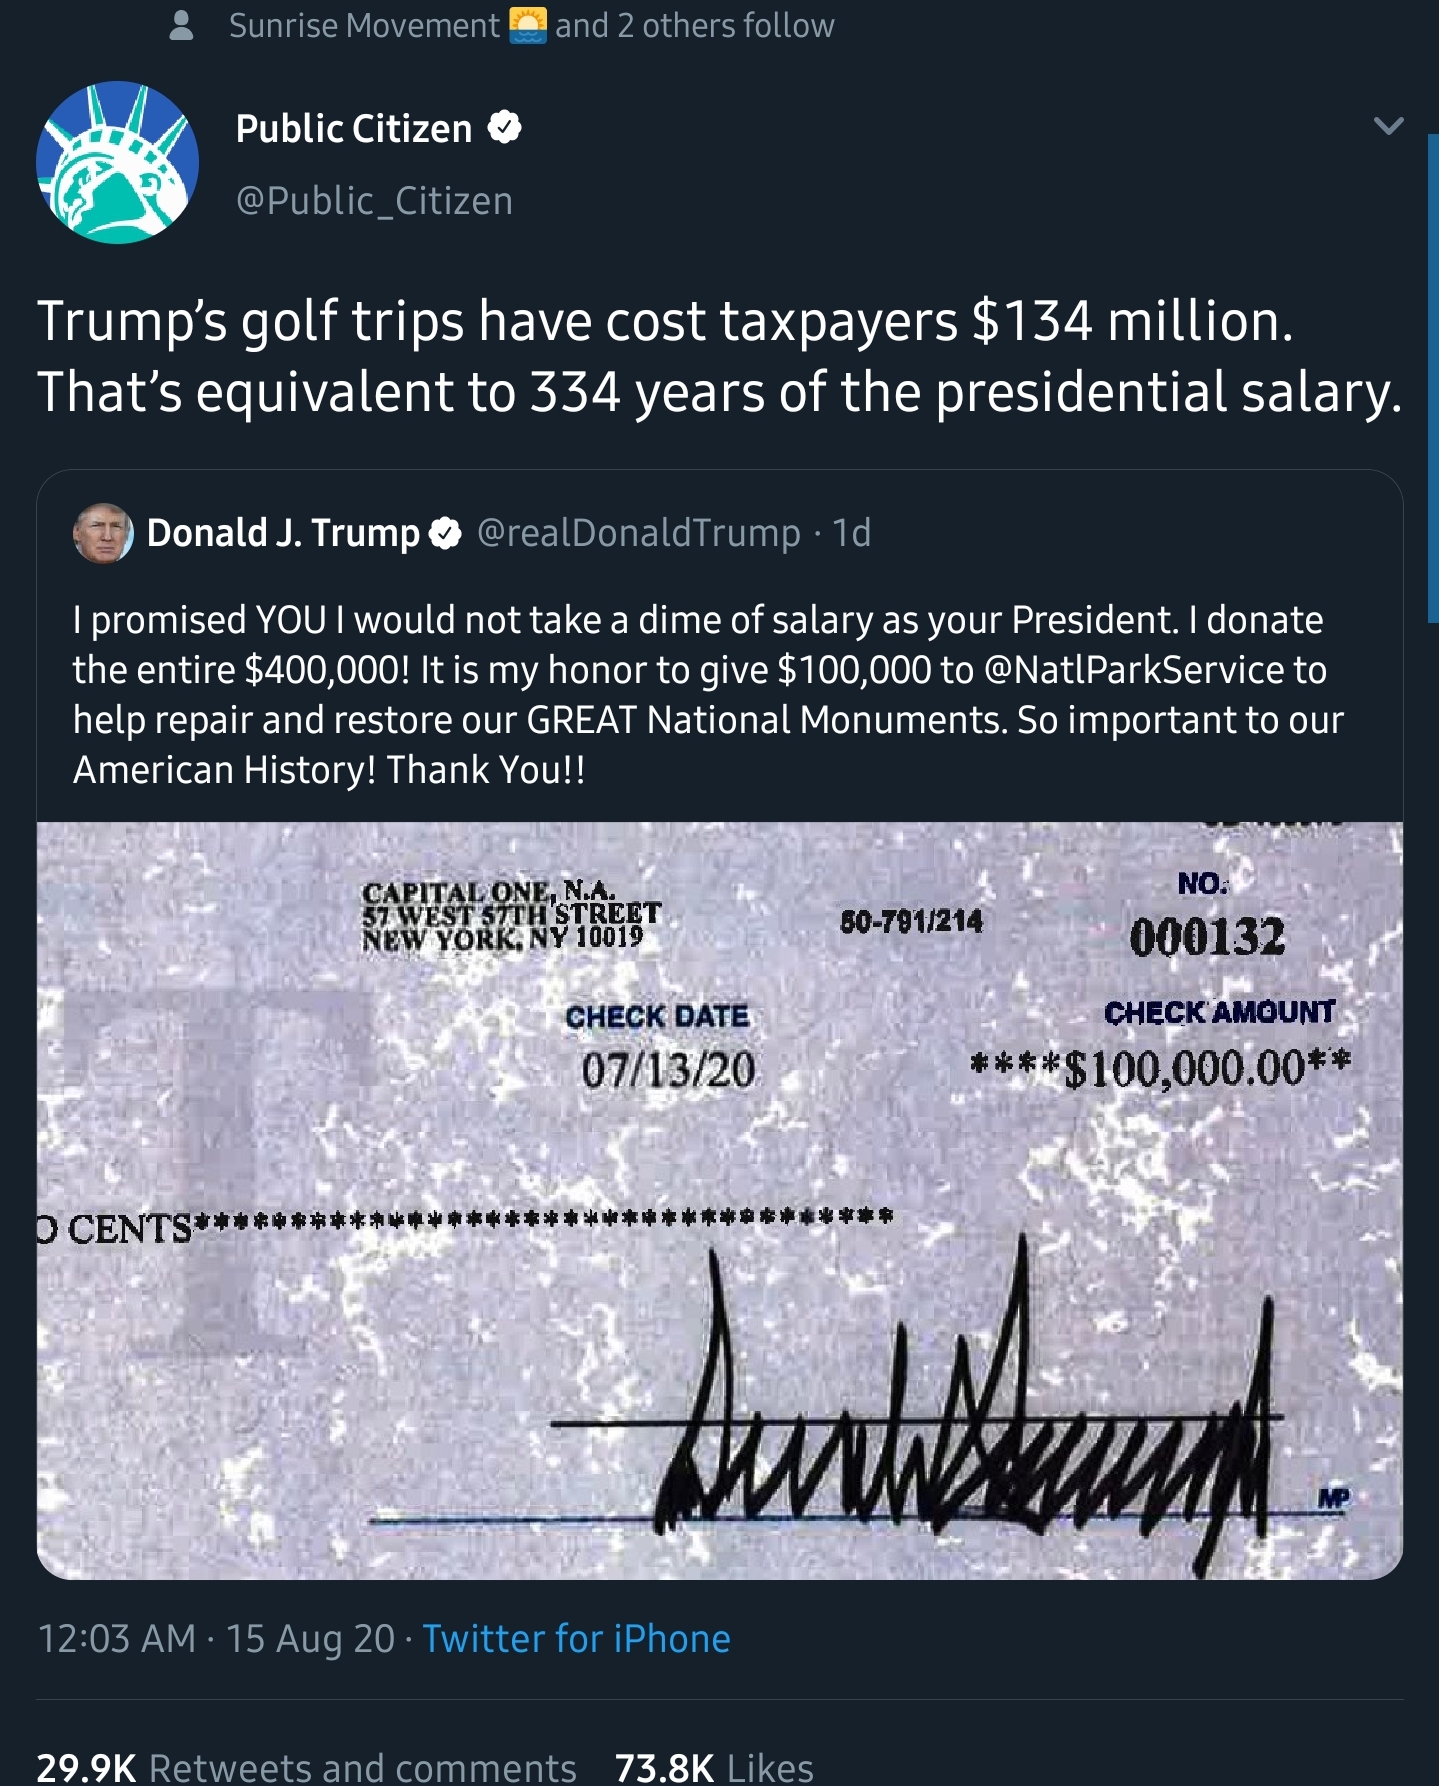 Sunrise Movement 🌅 and 2 others follow
Public Citizen
@Public_Citizen
Trump's golf trips have cost taxpayers $134 million.
That's equivalent to 334 years of the presidential salary.
Donald J. Trump @realDonaldTrump · 1d
I promised YOU I would not take a dime of salary as your President. I donate
the entire $400,000! It is my honor to give $100,000 to @NatlParkService to
help repair and restore our GREAT National Monuments. So important to our
American History! Thank You!!
CAPITAL ONE, N.A.
57 WEST 57TH STREET
NEW YORK, NY 10019
50-791/214
NO.
000132
CHECK DATE
07/13/20
CHECK AMOUNT
****$100,000.00**
O CENTS************************************
MP
12:03 AM · 15 Aug 20 · Twitter for iPhone
29.9K Retweets and comments 73.8K Likes